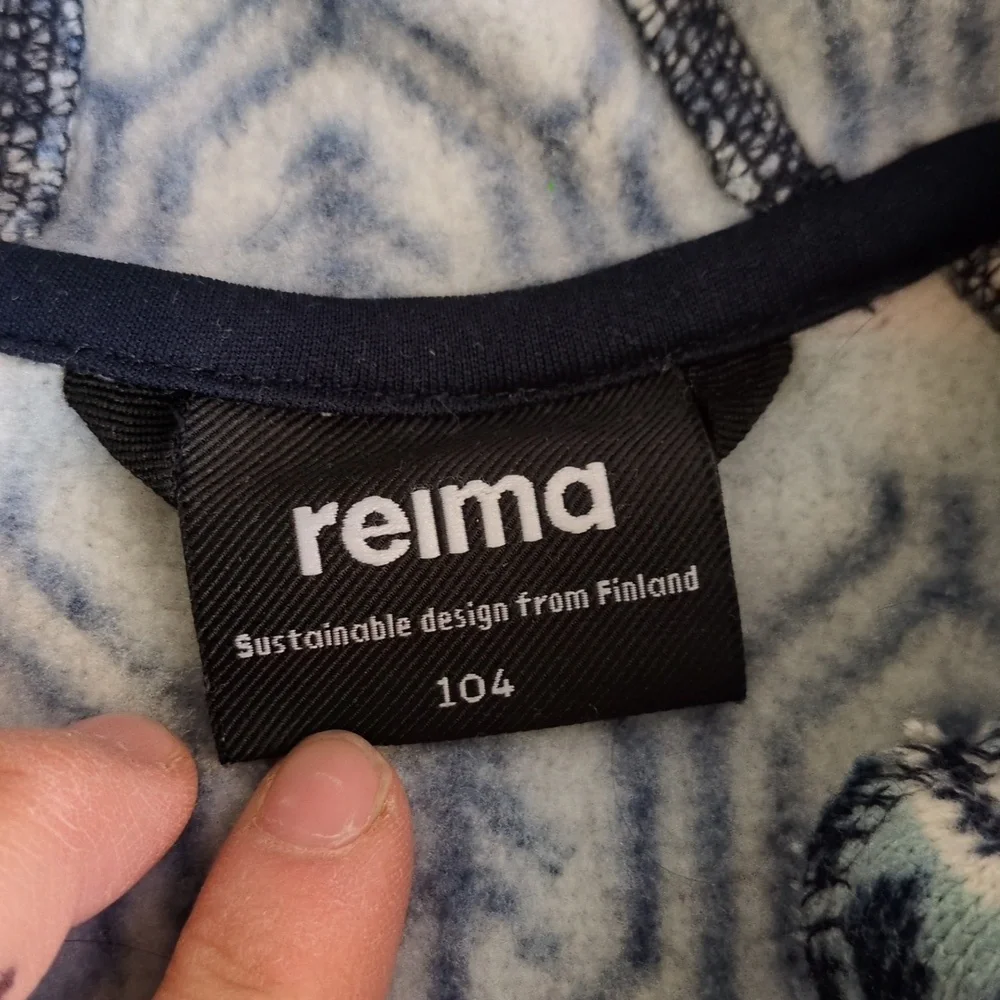 reima
Sustainable design from Finland
104